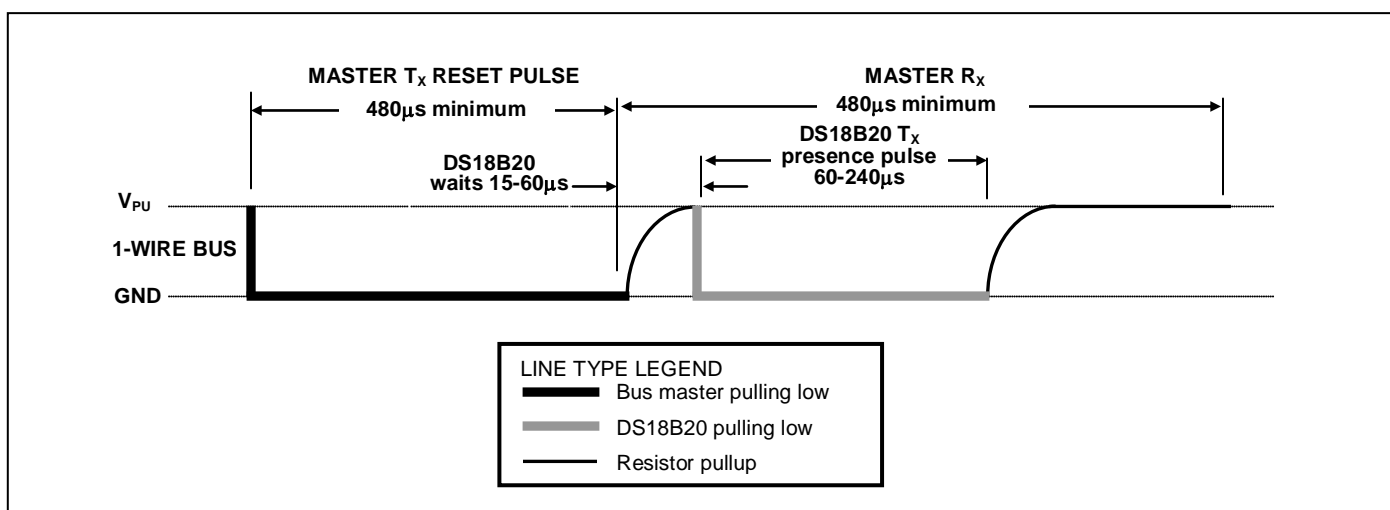 MASTER TX RESET PULSE
480μs minimum
MASTER RX
480μs minimum
DS18B20 TX
presence pulse
60-240μs
DS18B20
waits 15-60μs
VPU
1-WIRE BUS
GND
LINE TYPE LEGEND
Bus master pulling low
DS18B20 pulling low
Resistor pullup